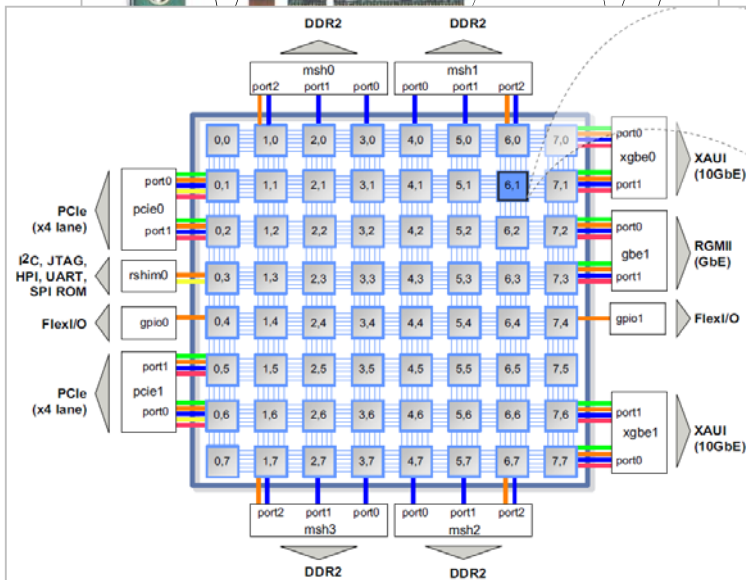 DDR2 DDR2
msh0 msh1
port2 port1 port0 port0 port1 port2
0,0 1,0 2,0 3,0 4,0 5,0 6,0 7,0 port0
xgbe0
XAUI
(10GbE)
port0 0,1 1,1 2,1 3,1 4,1 5,1 6,1 7,1 port1
PCIe
(x4 lane)
pcie0
port1 0,2 1,2 2,2 3,2 4,2 5,2 6,2 7,2 port0
gbe1
RGMII
(GbE)
I²C, JTAG,
HPI, UART,
SPI ROM
rshim0 0,3 1,3 2,3 3,3 4,3 5,3 6,3 7,3 port1
FlexI/O gpio0 0,4 1,4 2,4 3,4 4,4 5,4 6,4 7,4 gpio1 FlexI/O
port1 0,5 1,5 2,5 3,5 4,5 5,5 6,5 7,5
PCIe
(x4 lane)
pcie1
port0 0,6 1,6 2,6 3,6 4,6 5,6 6,6 7,6 port1
xgbe1
XAUI
(10GbE)
0,7 1,7 2,7 3,7 4,7 5,7 6,7 7,7 port0
port2 port1 port0 port0 port1 port2
msh3 msh2
DDR2 DDR2